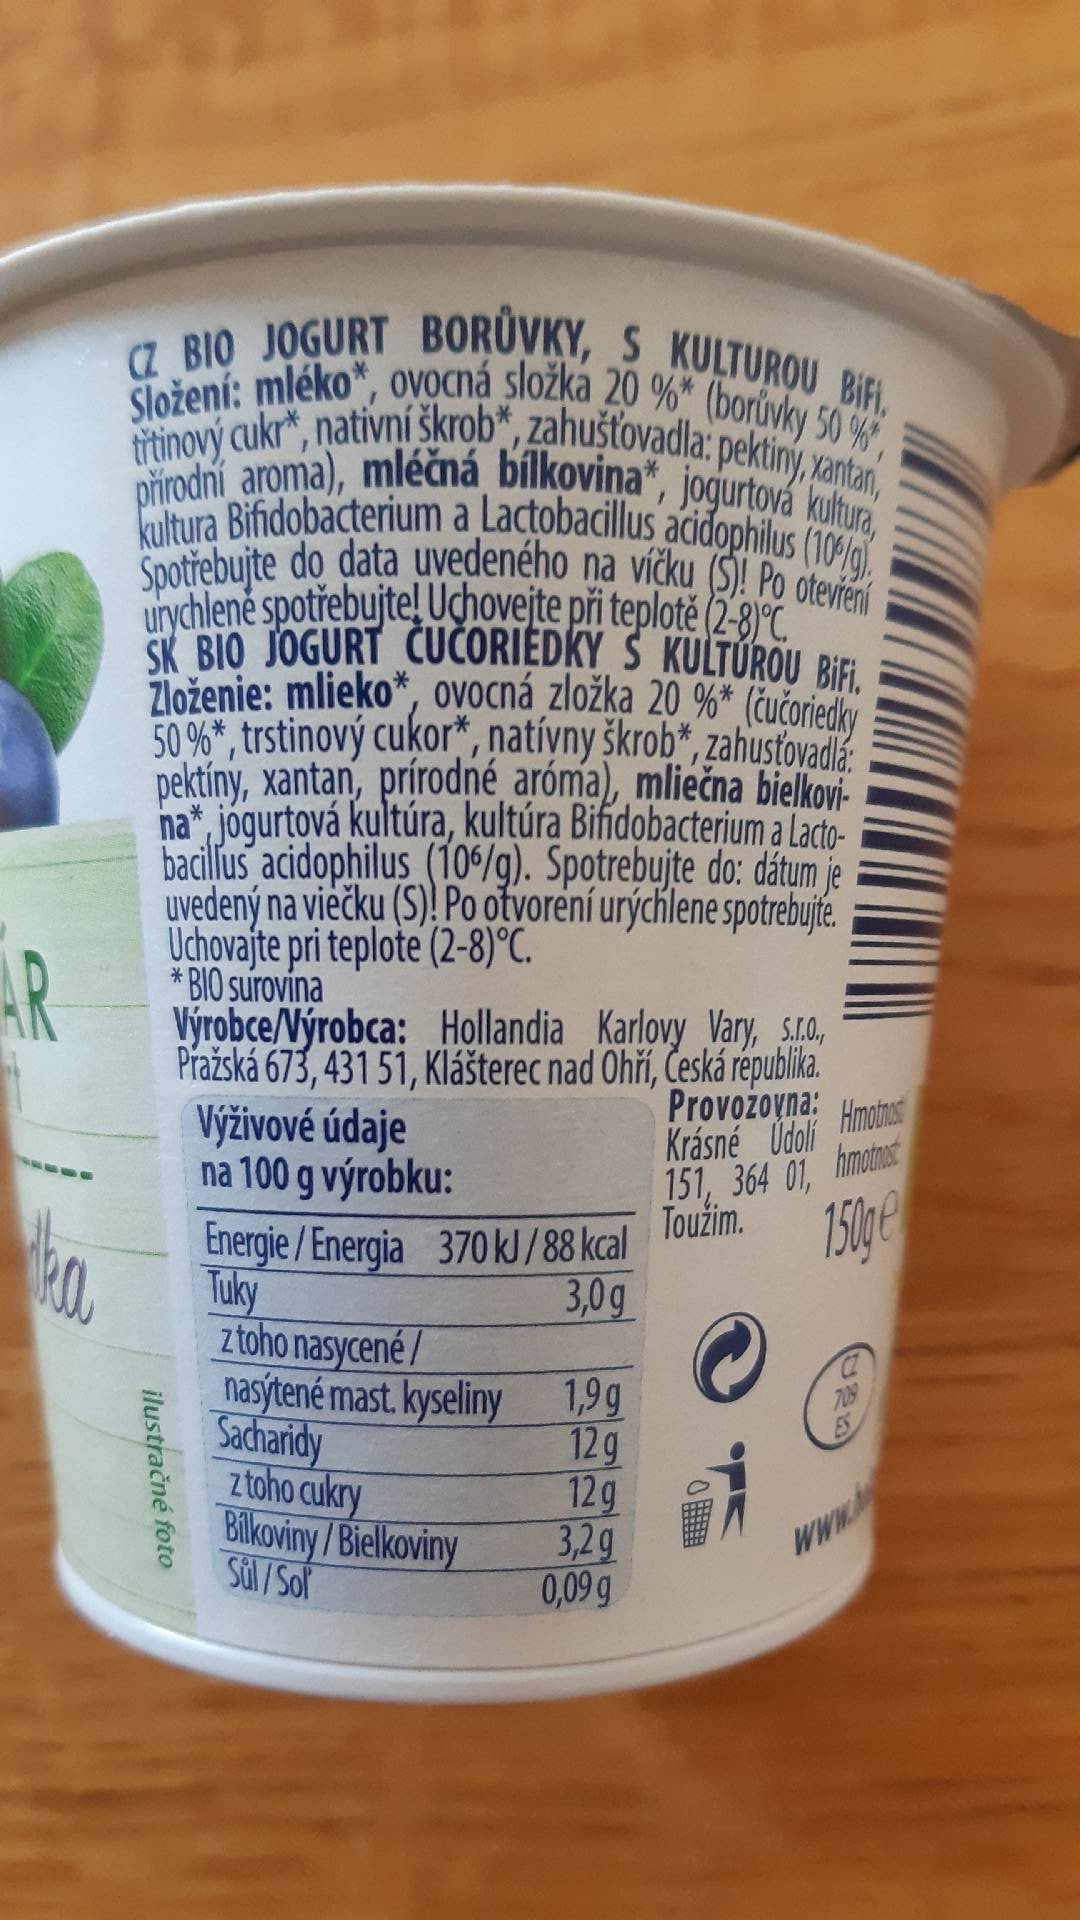 CZ BIO JOGURT BORŮVKY, S KULTUROU BiFi.
Složení: mléko*, ovocná složka 20 %* (borůvky 50 %*,
třtinový cukr*, nativní škrob*, zahušťovadla: pektiny, xantan,
přírodní aroma), mléčná bílkovina*, jogurtová kultura,
kultura Bifidobacterium a Lactobacillus acidophilus (10⁶/g).
Spotřebujte do data uvedeného na víčku (S)! Po otevření
urychleně spotřebujte! Uchovejte při teplotě (2-8)°C.
SK BIO JOGURT ČUČORIEDKY S KULTÚROU BiFi.
Zloženie: mlieko*, ovocná zložka 20 %* (čučoriedky
50 %*, trstinový cukor*, natívny škrob*, zahusťovadlá:
pektíny, xantan, prírodné aróma), mliečna bielkovi-
na*, jogurtová kultúra, kultúra Bifidobacterium a Lacto-
bacillus acidophilus (10⁶/g). Spotrebujte do: dátum je
uvedený na viečku (S)! Po otvorení urýchlene spotrebujte.
Uchovajte pri teplote (2-8)°C.
* BIO surovina
Výrobce/Výrobca: Hollandia Karlovy Vary, s.r.o.,
Pražská 673, 431 51, Klášterec nad Ohří, Česká republika.
Provozovna:
Krásné Údolí
151, 364 01,
Toužim.
Hmotnost
hmotnosť
150g e
Výživové údaje
na 100 g výrobku:
Energie / Energia 370 kJ / 88 kcal
Tuky 3,0 g
z toho nasycené /
nasýtené mast. kyseliny 1,9 g
Sacharidy 12 g
z toho cukry 12 g
Bílkoviny / Bielkoviny 3,2 g
Sůl / Soľ 0,09 g
CZ
709
ES
www.
ÁR
dka
ilustračné foto